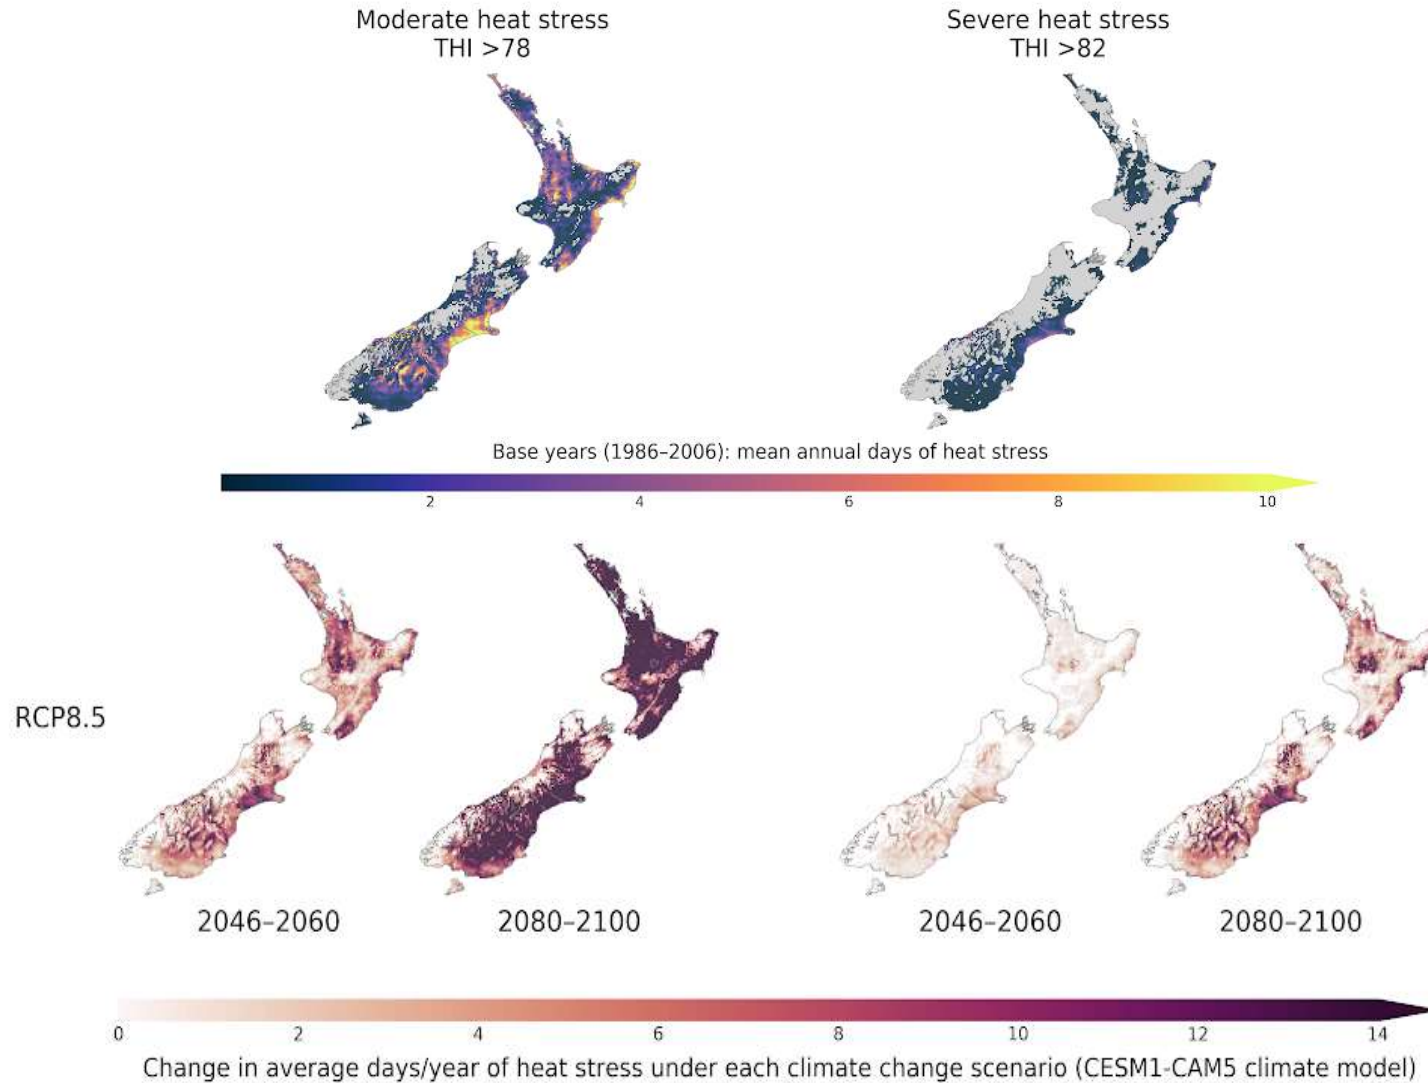 Moderate heat stress
THI >78
Severe heat stress
THI >82
Base years (1986–2006): mean annual days of heat stress
2 4 6 8 10
RCP8.5
2046–2060 2080–2100 2046–2060 2080–2100
0 2 4 6 8 10 12 14
Change in average days/year of heat stress under each climate change scenario (CESM1-CAM5 climate model)